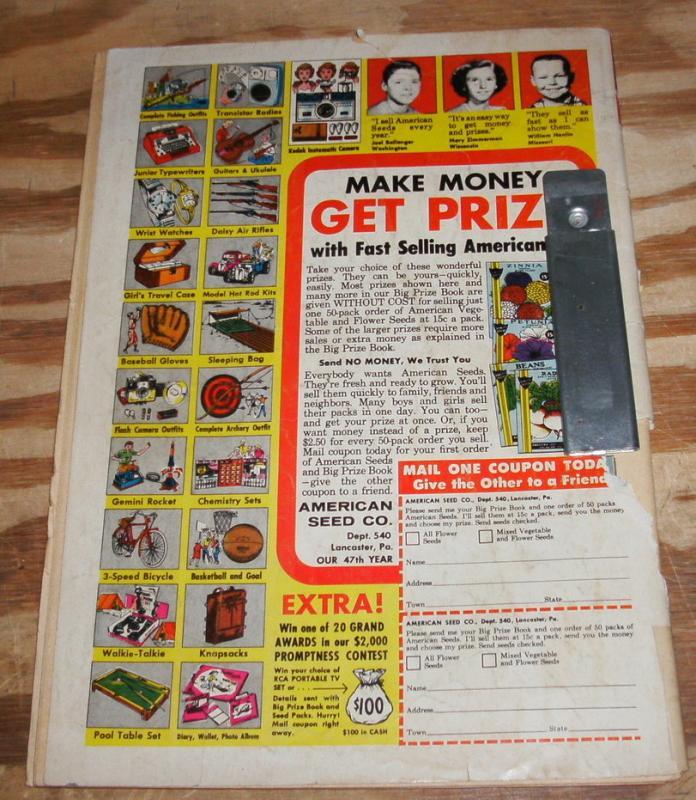 Complete Fishing Outfits
Transistor Radios
Kodak Instamatic Camera
"I sell American
Seeds every
year."
Joel Ballenger
Washington
"It's an easy way
to get money
and prizes."
Mary Zimmerman
Wisconsin
"They sell as
fast as I can
show them."
William Hamlin
Missouri
Junior Typewriters
Guitars & Ukulele
Wrist Watches
Daisy Air Rifles
Girl's Travel Case
Model Hot Rod Kits
Baseball Gloves
Sleeping Bag
Flash Camera Outfits
Complete Archery Outfit
Gemini Rocket
Chemistry Sets
3-Speed Bicycle
Basketball and Goal
Walkie-Talkie
Knapsacks
Pool Table Set
Diary, Wallet, Photo Album
MAKE MONEY
GET PRIZ
with Fast Selling American
Take your choice of these wonderful
prizes. They can be yours—quickly,
easily. Most prizes shown here and
many more in our Big Prize Book are
given WITHOUT COST for selling just
one 50-pack order of American Vege-
table and Flower Seeds at 15c a pack.
Some of the larger prizes require more
sales or extra money as explained in
the Big Prize Book.
Send NO MONEY, We Trust You
Everybody wants American Seeds.
They're fresh and ready to grow. You'll
sell them quickly to family, friends and
neighbors. Many boys and girls sell
their packs in one day. You can too—
and get your prize at once. Or, if you
want money instead of a prize, keep
$2.50 for every 50-pack order you sell.
Mail coupon today for your first order
of American Seeds
and Big Prize Book
—give the other
coupon to a friend.
ZINNIA
PETUN
BEANS
RAD
AMERICAN
SEED CO.
Dept. 540
Lancaster, Pa.
OUR 47th YEAR
EXTRA!
Win one of 20 GRAND
AWARDS in our $2,000
PROMPTNESS CONTEST
Win your choice of
RCA PORTABLE TV
SET or . . .
Details sent with
Big Prize Book and
Seed Packs. Hurry!
Mail coupon right
away.
$100
$100 in CASH
MAIL ONE COUPON TODA
Give the Other to a Friend
AMERICAN SEED CO., Dept. 540, Lancaster, Pa.
Please send me your Big Prize Book and one order of 50 packs
American Seeds. I'll sell them at 15c a pack, send you the money
and choose my prize. Send seeds checked.
All Flower
Seeds
Mixed Vegetable
and Flower Seeds
Name
Address
Town State
AMERICAN SEED CO., Dept. 540, Lancaster, Pa.
Please send me your Big Prize Book and one order of 50 packs
American Seeds. I'll sell them at 15c a pack, send you the money
and choose my prize. Send seeds checked.
All Flower
Seeds
Mixed Vegetable
and Flower Seeds
Name
Address
Town State